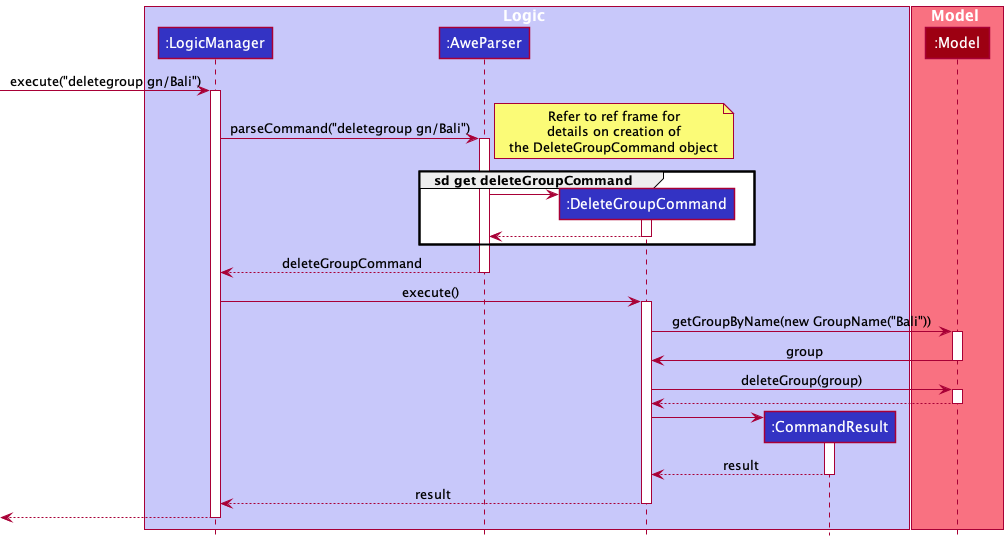 Logic
Model
:LogicManager
:AweParser
:Model
execute("deletegroup gn/Bali")
parseCommand("deletegroup gn/Bali")
Refer to ref frame for
details on creation of
the DeleteGroupCommand object
sd get deleteGroupCommand
:DeleteGroupCommand
deleteGroupCommand
execute()
getGroupByName(new GroupName("Bali"))
group
deleteGroup(group)
:CommandResult
result
result